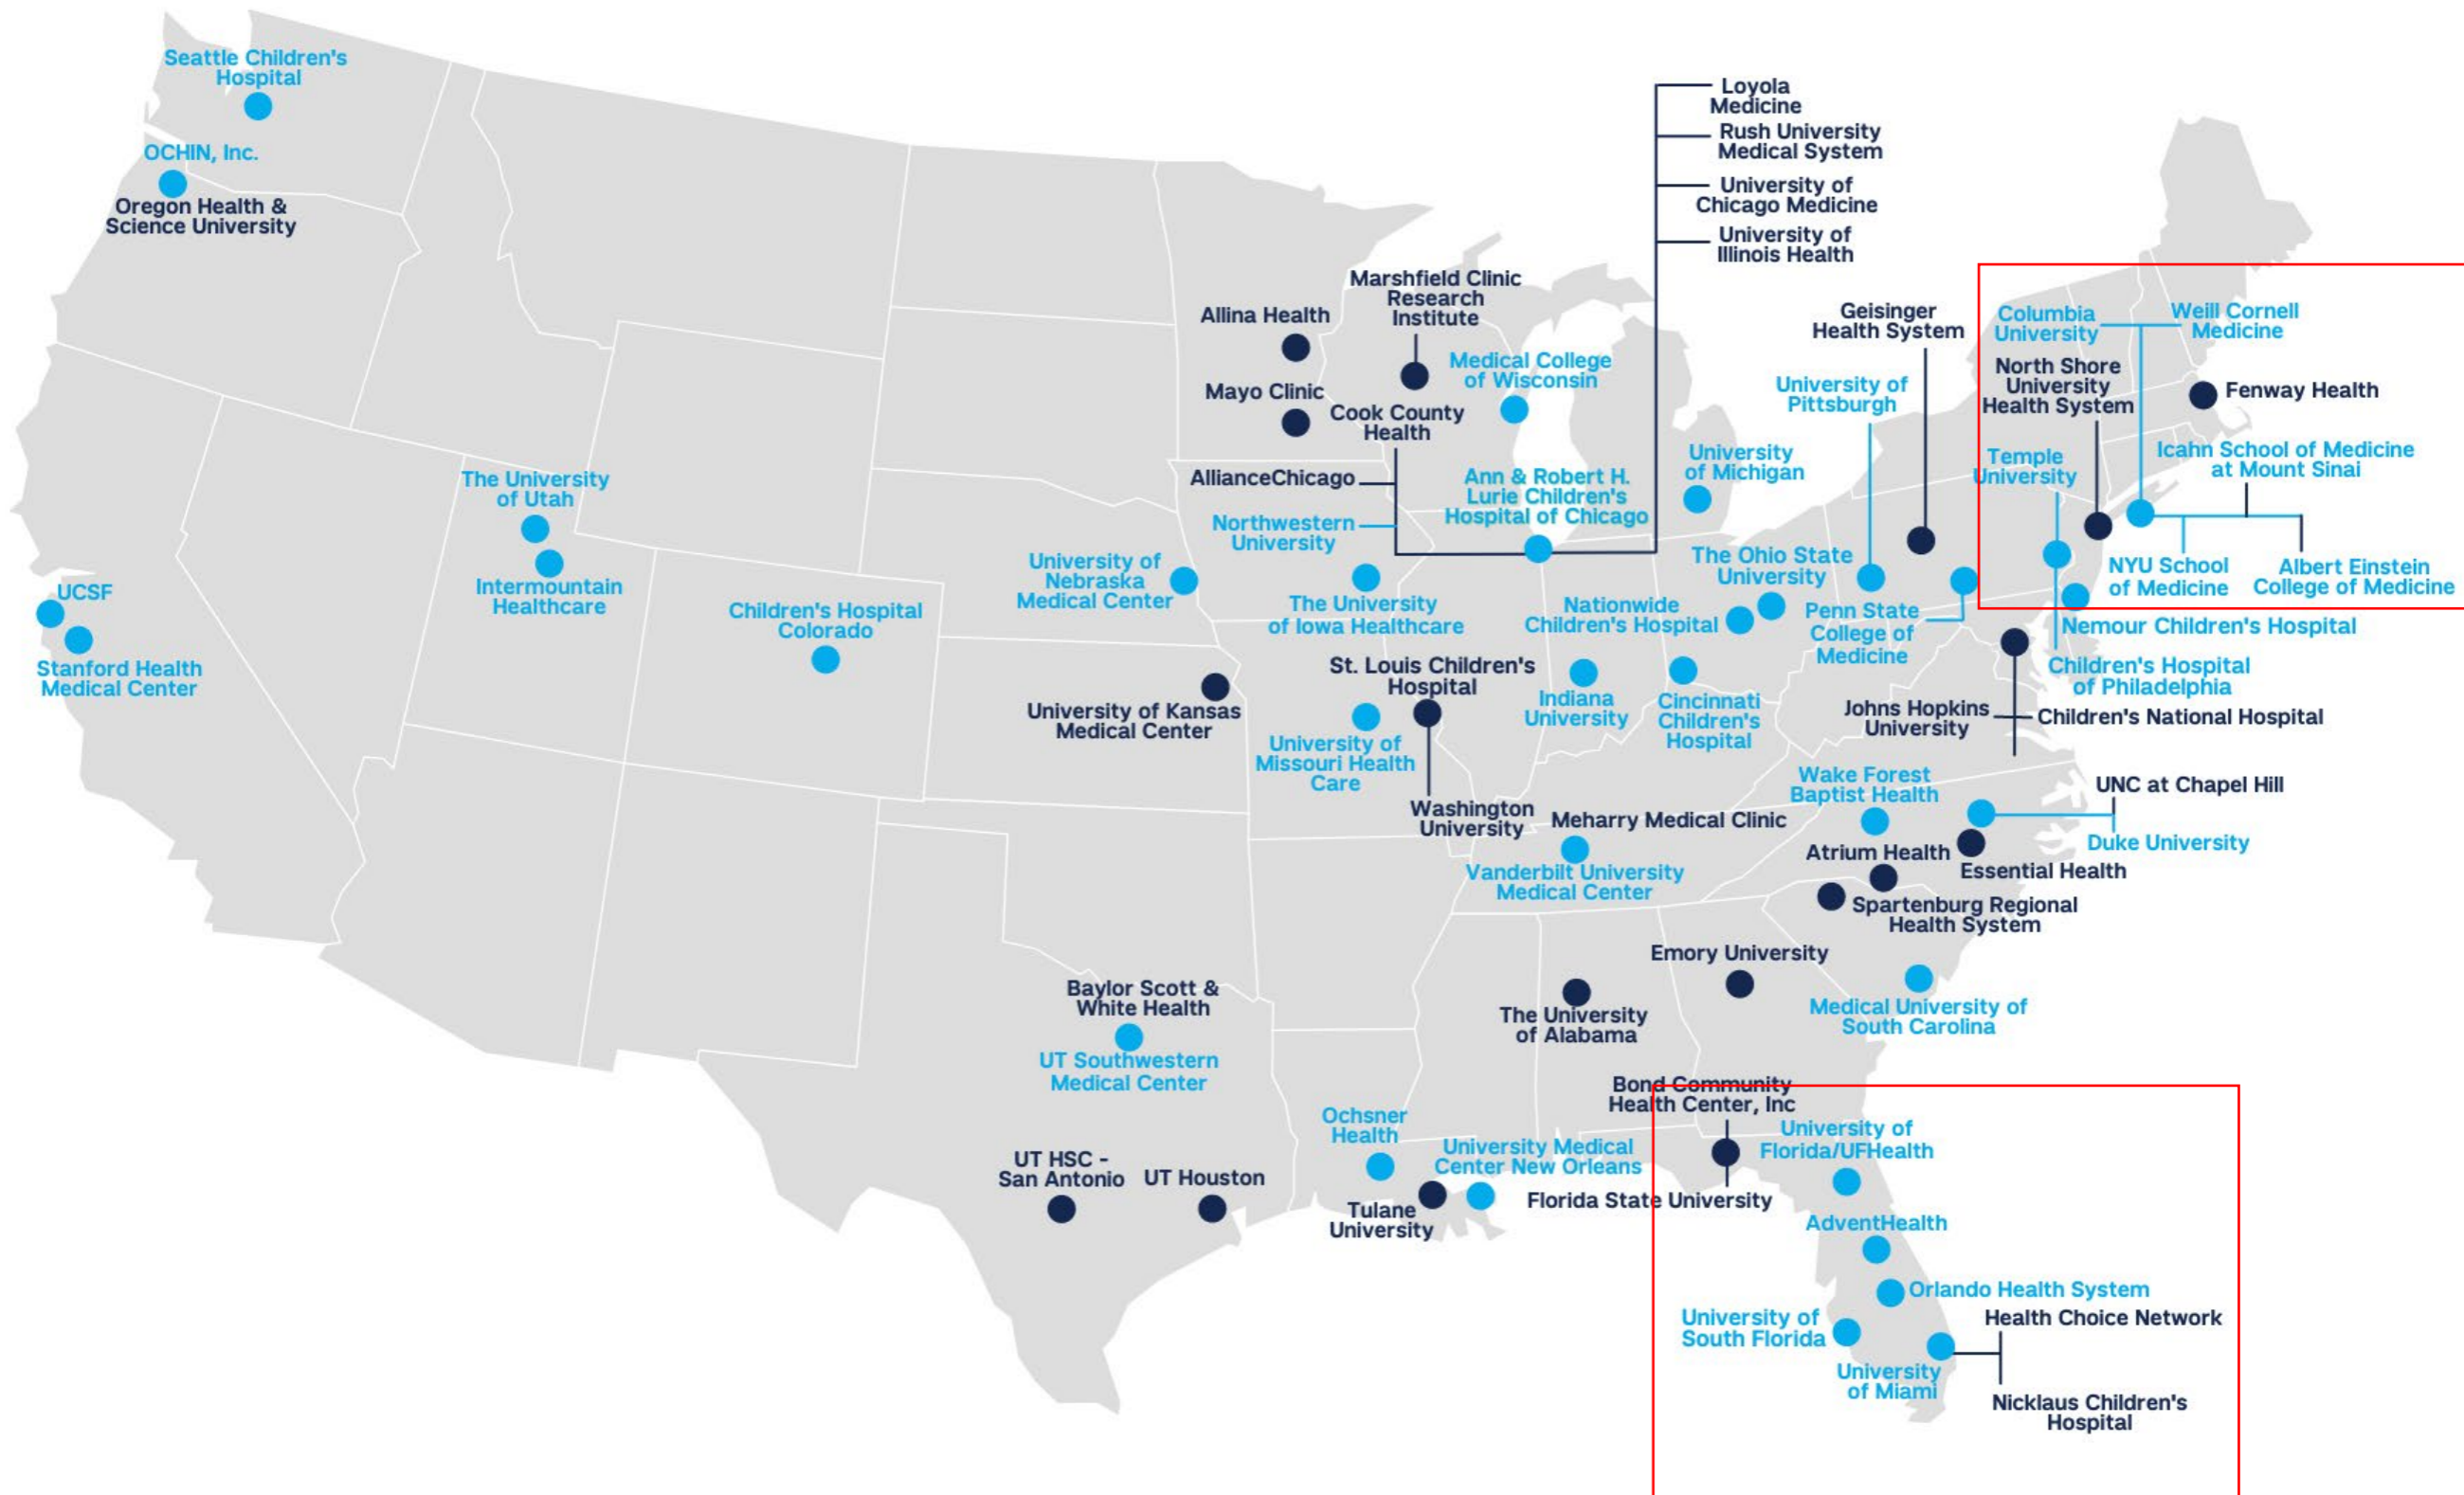 Seattle Children's
Hospital
OCHIN, Inc.
Oregon Health &
Science University
UCSF
Stanford Health
Medical Center
The University
of Utah
Intermountain
Healthcare
Children's Hospital
Colorado
Allina Health
Mayo Clinic
Marshfield Clinic
Research
Institute
Medical College
of Wisconsin
Cook County
Health
AllianceChicago
Northwestern
University
Ann & Robert H.
Lurie Children's
Hospital of Chicago
Loyola
Medicine
Rush University
Medical System
University of
Chicago Medicine
University of
Illinois Health
University of
Nebraska
Medical Center
The University
of Iowa Healthcare
University of Kansas
Medical Center
St. Louis Children's
Hospital
University of
Missouri Health
Care
Washington
University
University
of Michigan
The Ohio State
University
Nationwide
Children's Hospital
Indiana
University
Cincinnati
Children's
Hospital
University of
Pittsburgh
Geisinger
Health System
Penn State
College of
Medicine
Columbia
University
Weill Cornell
Medicine
North Shore
University
Health System
Fenway Health
Temple
University
Icahn School of Medicine
at Mount Sinai
NYU School
of Medicine
Albert Einstein
College of Medicine
Nemour Children's Hospital
Children's Hospital
of Philadelphia
Johns Hopkins
University
Children's National Hospital
Wake Forest
Baptist Health
UNC at Chapel Hill
Duke University
Atrium Health
Essential Health
Spartenburg Regional
Health System
Meharry Medical Clinic
Vanderbilt University
Medical Center
Emory University
The University
of Alabama
Medical University of
South Carolina
Baylor Scott &
White Health
UT Southwestern
Medical Center
UT HSC -
San Antonio
UT Houston
Ochsner
Health
University Medical
Center New Orleans
Tulane
University
Bond Community
Health Center, Inc
Florida State University
University of
Florida/UFHealth
AdventHealth
Orlando Health System
University of
South Florida
Health Choice Network
University
of Miami
Nicklaus Children's
Hospital